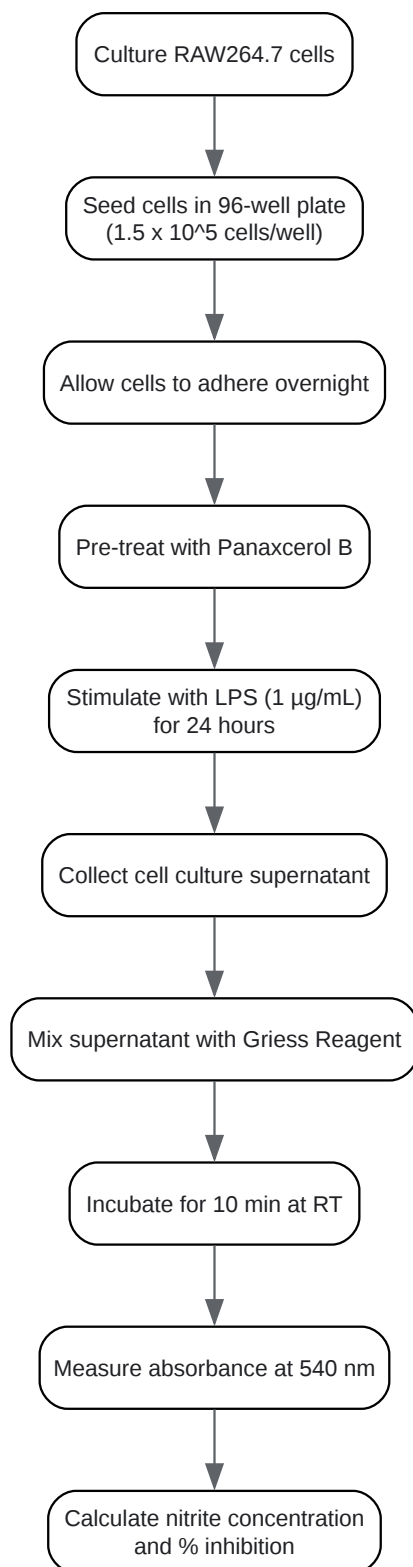 Culture RAW264.7 cells
Seed cells in 96-well plate
(1.5 x 10^5 cells/well)
Allow cells to adhere overnight
Pre-treat with Panaxcerol B
Stimulate with LPS (1 µg/mL)
for 24 hours
Collect cell culture supernatant
Mix supernatant with Griess Reagent
Incubate for 10 min at RT
Measure absorbance at 540 nm
Calculate nitrite concentration
and % inhibition